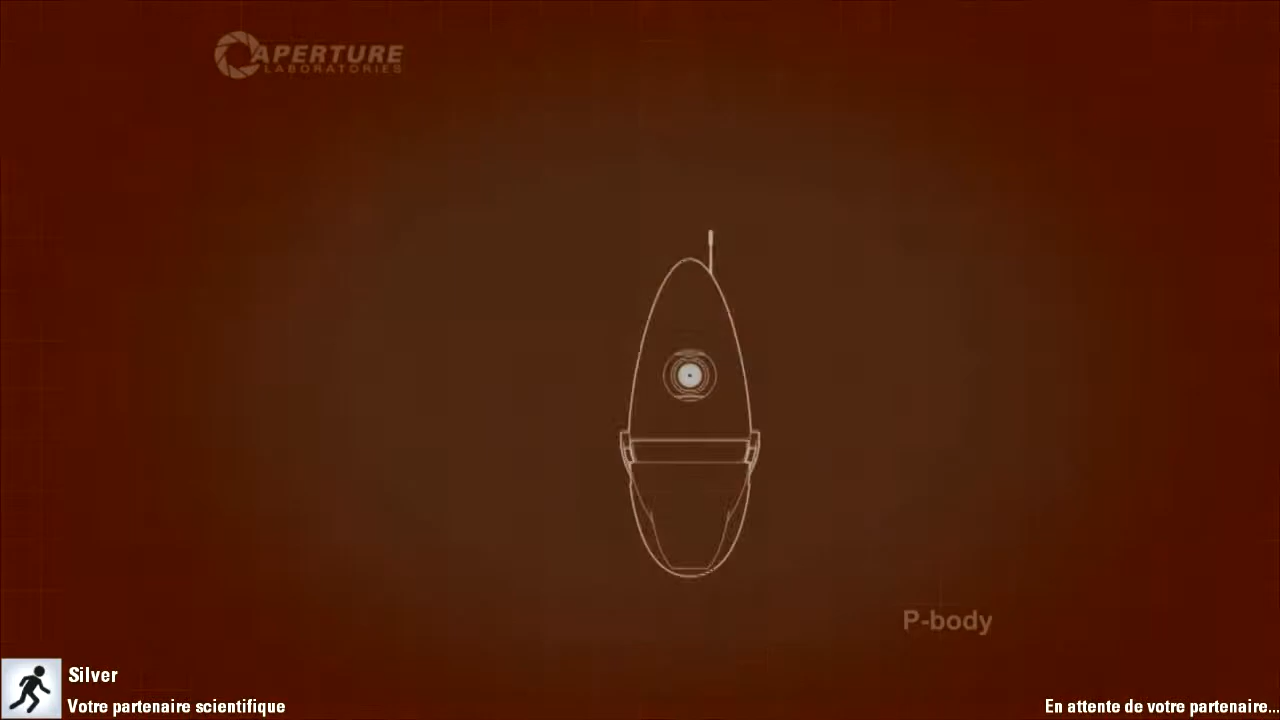 APERTURE
LABORATORIES
P-body
Silver
Votre partenaire scientifique
En attente de votre partenaire...